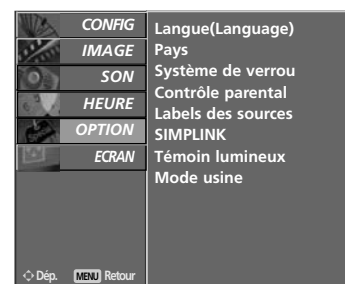 CONFIG
IMAGE
SON
HEURE
OPTION
ECRAN
Langue(Language)
Pays
Système de verrou
Contrôle parental
Labels des sources
SIMPLINK
Témoin lumineux
Mode usine
Dép. MENU Retour